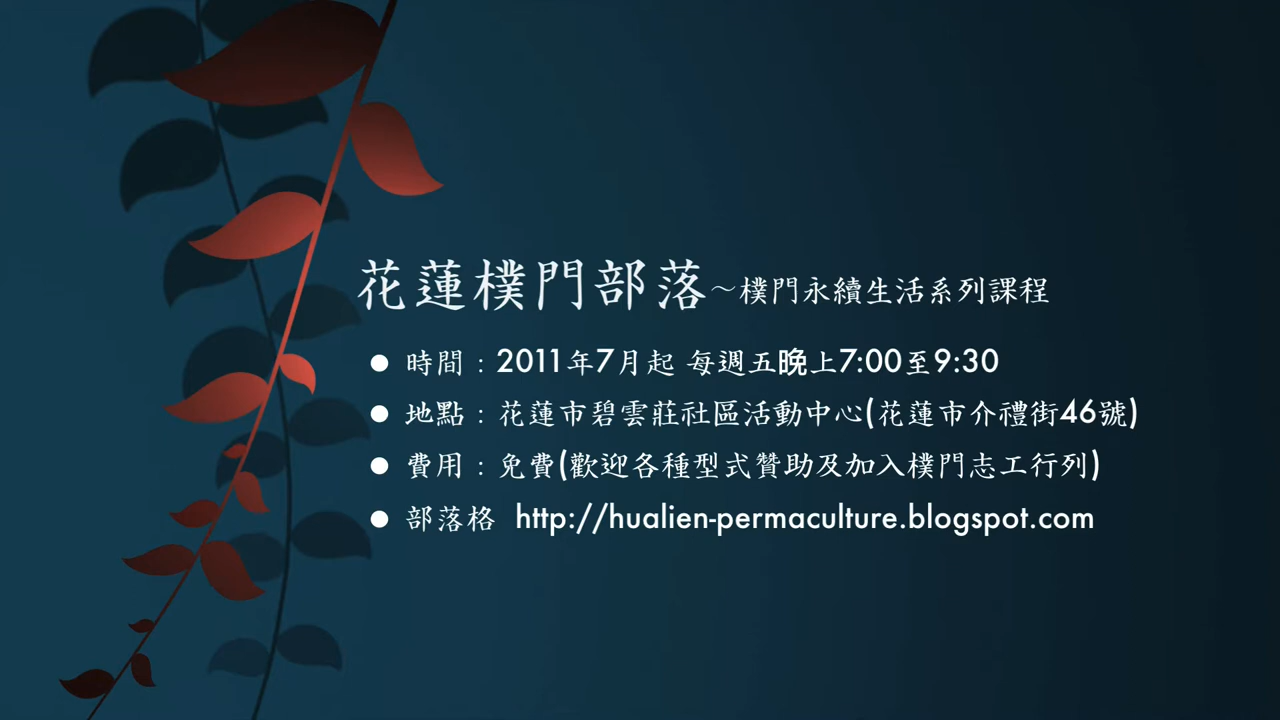 花蓮樸門部落～樸門永續生活系列課程
● 時間：2011年7月起 每週五晚上7:00至9:30
● 地點：花蓮市碧雲莊社區活動中心(花蓮市介禮街46號)
● 費用：免費(歡迎各種型式贊助及加入樸門志工行列)
● 部落格 http://hualien-permaculture.blogspot.com